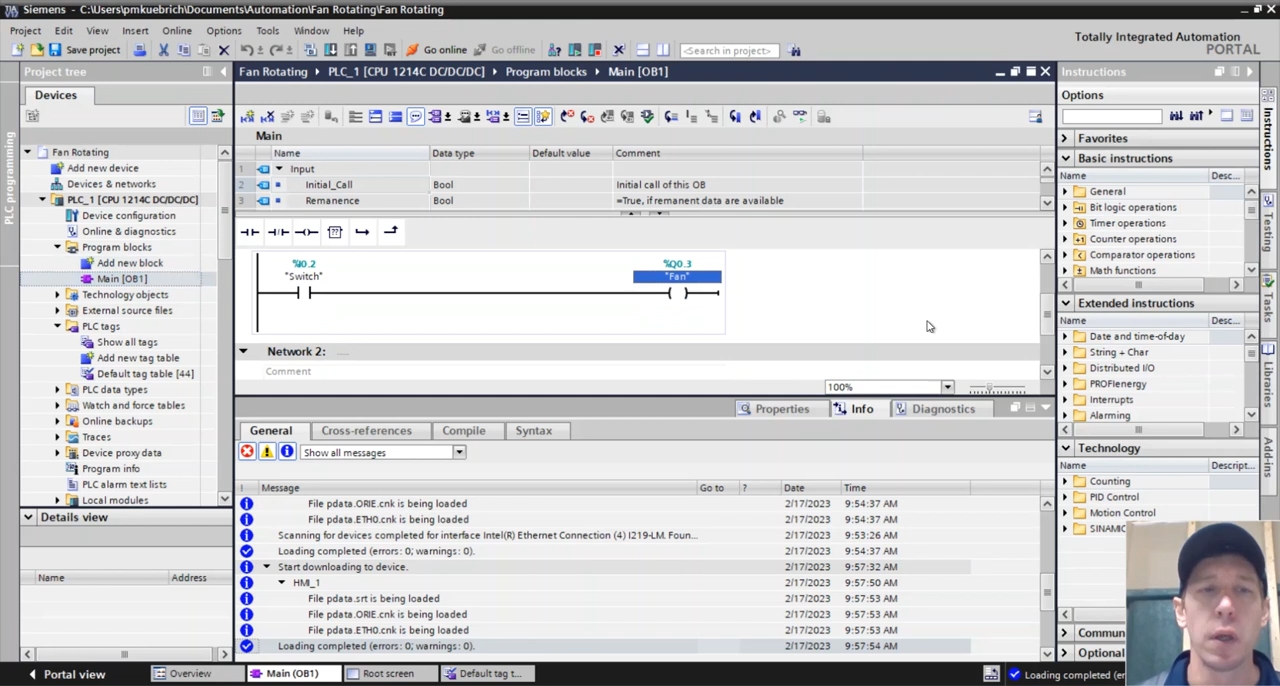 Siemens - C:\Users\pmkuebrich\Documents\Automation\Fan Rotating\Fan Rotating
Project Edit View Insert Online Options Tools Window Help
Totally Integrated Automation
PORTAL
Save project Go online Go offline <Search in project>
Project tree
Fan Rotating PLC_1 [CPU 1214C DC/DC/DC] Program blocks Main [OB1]
Instructions
Devices
Options
Main
Name Data type Default value Comment
1 Input
2 Initial_Call Bool Initial call of this OB
3 Remanence Bool =True, if remanent data are available
Fan Rotating
Add new device
Devices & networks
PLC_1 [CPU 1214C DC/DC/DC]
Device configuration
Online & diagnostics
Program blocks
Add new block
Main [OB1]
Technology objects
External source files
PLC tags
Show all tags
Add new tag table
Default tag table [44]
PLC data types
Watch and force tables
Online backups
Traces
Device proxy data
Program info
PLC alarm text lists
Local modules
Details view
Name Address
"Switch"
%Q0.3
"Fan"
Network 2:
Comment
100%
Properties Info Diagnostics
General Cross-references Compile Syntax
Show all messages
! Message Go to ? Date Time
File pdata.ORIE.cnk is being loaded 2/17/2023 9:54:37 AM
File pdata.ETH0.cnk is being loaded 2/17/2023 9:54:37 AM
Scanning for devices completed for interface Intel(R) Ethernet Connection (4) I219-LM. Foun... 2/17/2023 9:53:26 AM
Loading completed (errors: 0; warnings: 0). 2/17/2023 9:54:37 AM
Start downloading to device. 2/17/2023 9:57:32 AM
HMI_1 2/17/2023 9:57:50 AM
File pdata.srt is being loaded 2/17/2023 9:57:53 AM
File pdata.ORIE.cnk is being loaded 2/17/2023 9:57:53 AM
File pdata.ETH0.cnk is being loaded 2/17/2023 9:57:53 AM
Loading completed (errors: 0; warnings: 0). 2/17/2023 9:57:54 AM
Favorites
Basic instructions
Name Desc...
General
Bit logic operations
Timer operations
Counter operations
Comparator operations
Math functions
Extended instructions
Name Desc...
Date and time-of-day
String + Char
Distributed I/O
PROFIenergy
Interrupts
Alarming
Technology
Name Descript...
Counting
PID Control
Motion Control
SINAMIC
Commun
Optional
PLC programming
Instructions
Testing
Tasks
Libraries
Add-ins
Portal view Overview Main (OB1) Root screen Default tag t... Loading completed (err